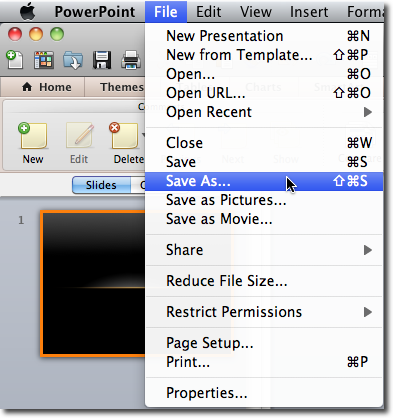 PowerPoint File Edit View Insert Forma
New Presentation ⌘N
New from Template... ⇧⌘P
Open... ⌘O
Open URL... ⇧⌘O
Open Recent
Close ⌘W
Save ⌘S
Save As... ⇧⌘S
Save as Pictures...
Save as Movie...
Share
Reduce File Size...
Restrict Permissions
Page Setup...
Print... ⌘P
Properties...
Home Themes Charts
New Edit Delete
Slides
1